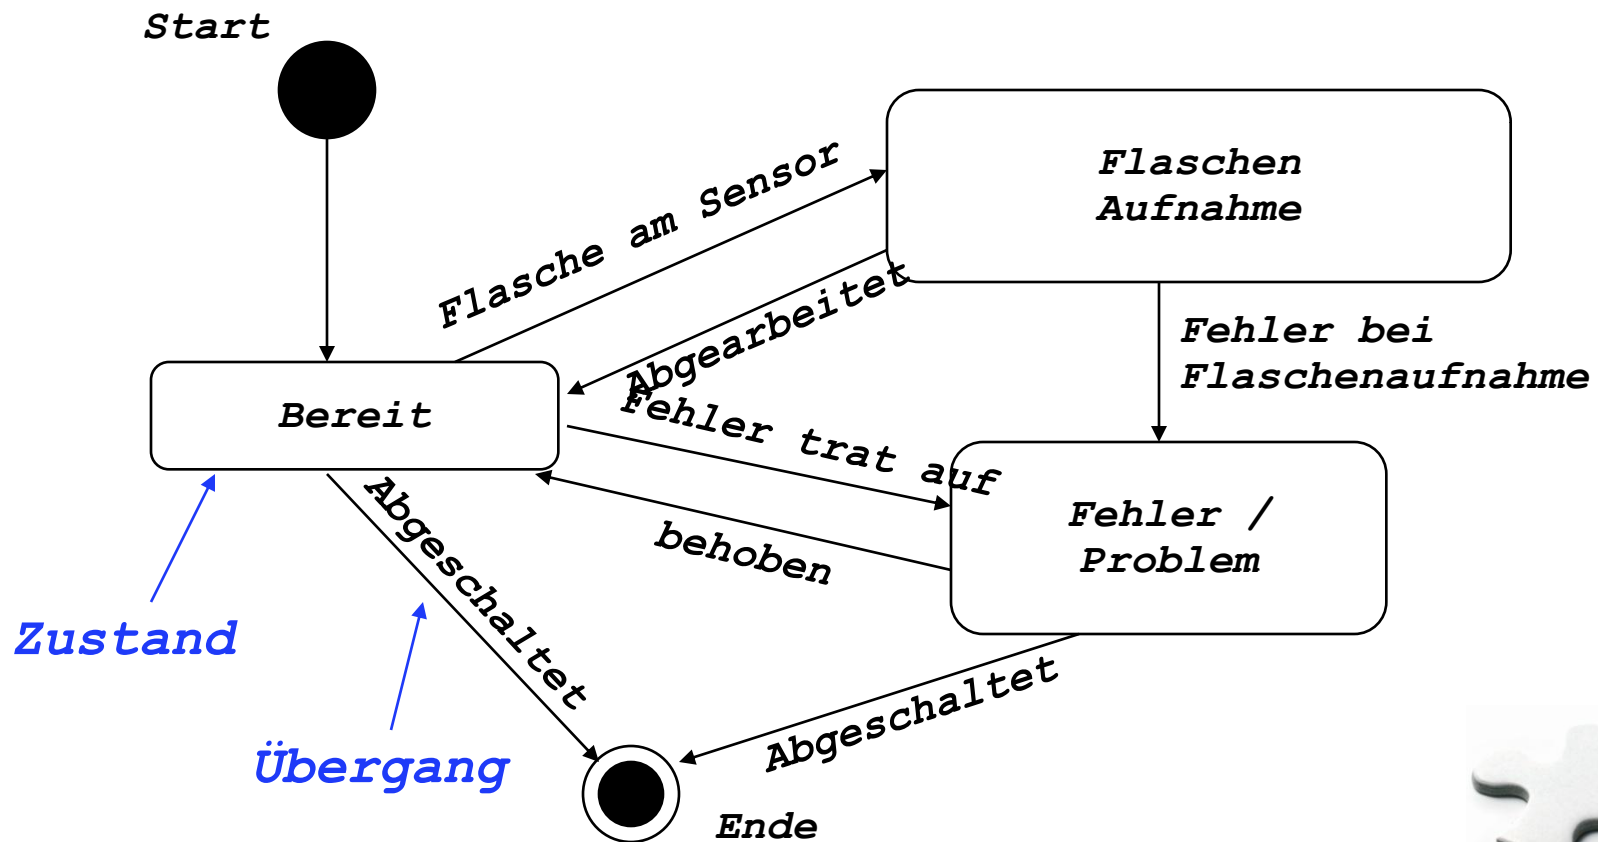 Start
Flaschen
Aufnahme
Flasche am Sensor
Abgearbeitet
Fehler bei
Flaschenaufnahme
Bereit
Fehler trat auf
Fehler /
Problem
behoben
Abgeschaltet
Zustand
Abgeschaltet
Übergang
Ende